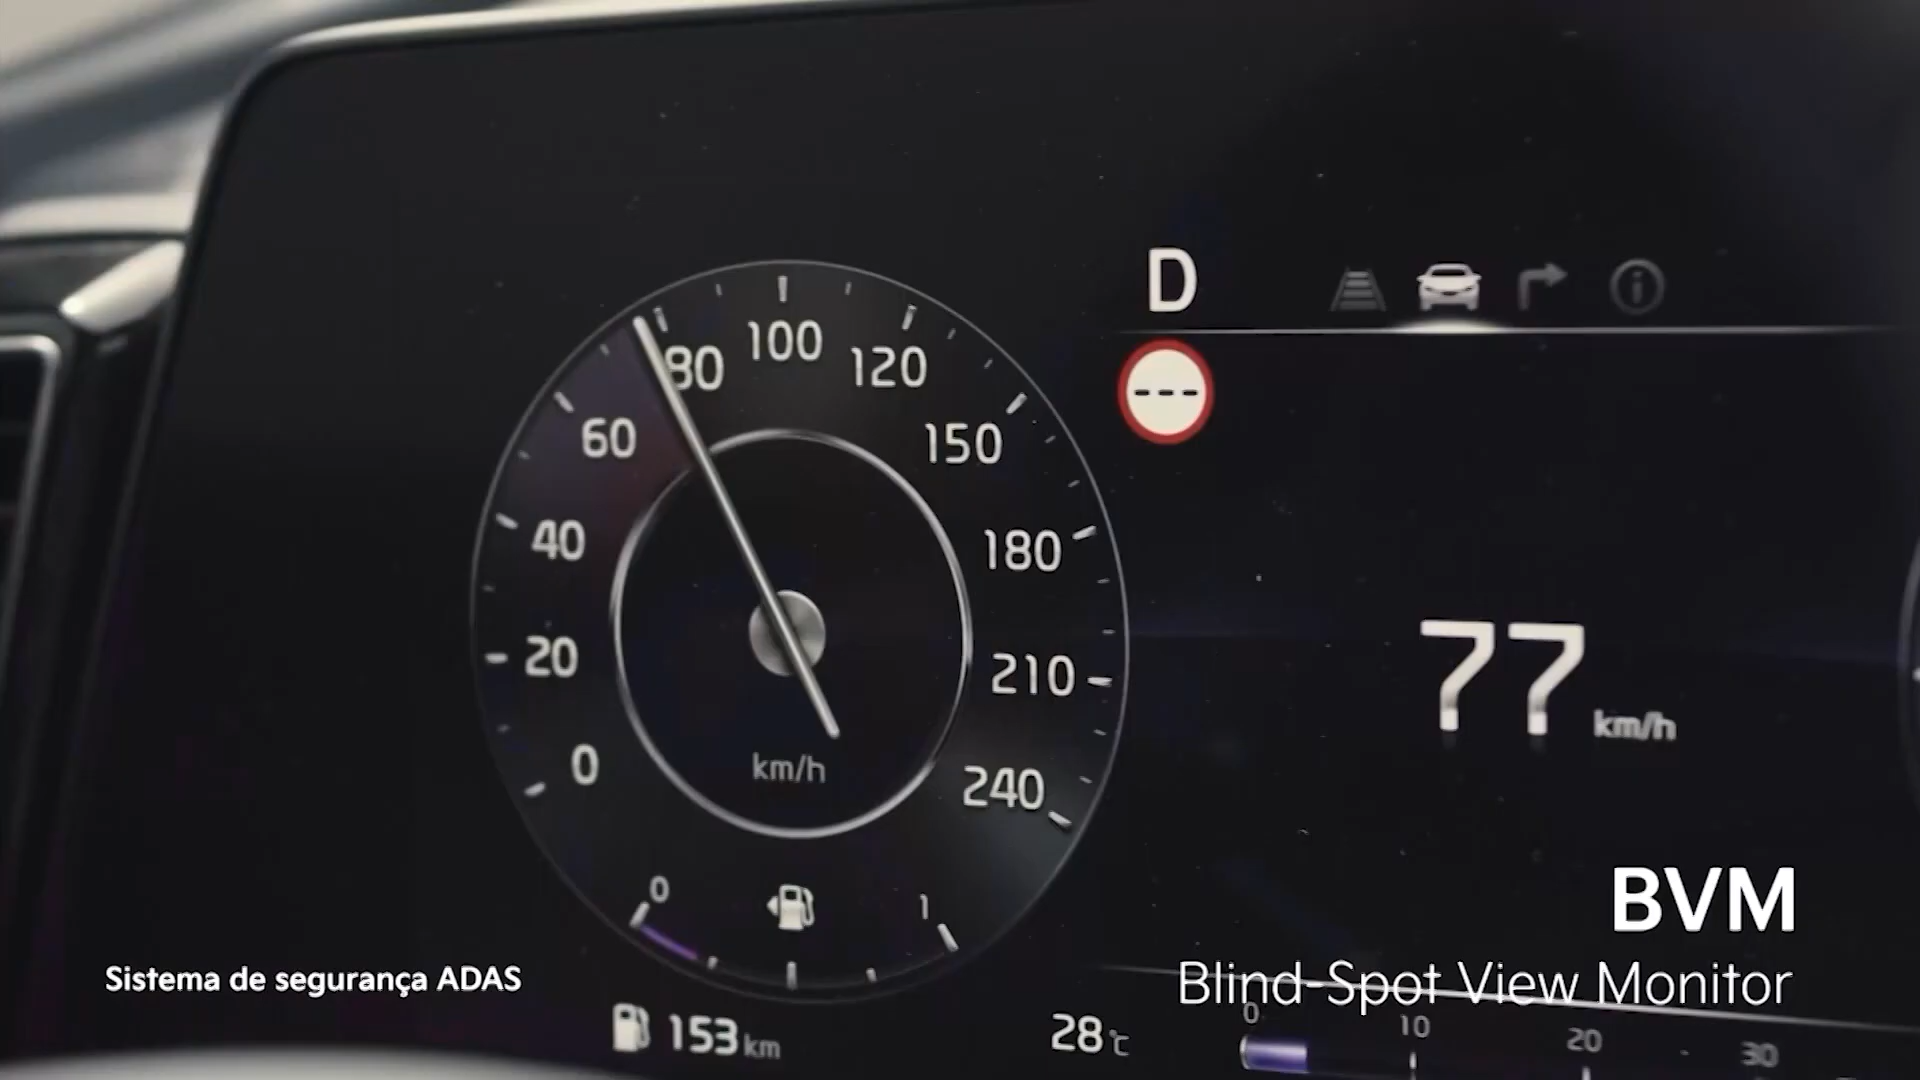 D
80
100
120
60
150
40
180
20
210
0
240
km/h
77 km/h
0
1
BVM
Blind-Spot View Monitor
Sistema de segurança ADAS
153 km
28 °C
0
10
20
30